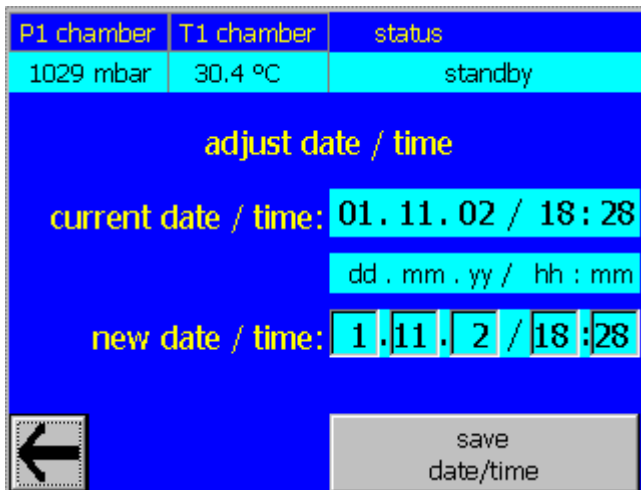 P1 chamber T1 chamber status
1029 mbar 30.4 ºC standby
adjust date / time
current date / time: 01.11.02 / 18:28
dd . mm . yy / hh : mm
new date / time: 1 . 11 . 2 / 18 : 28
save
date/time